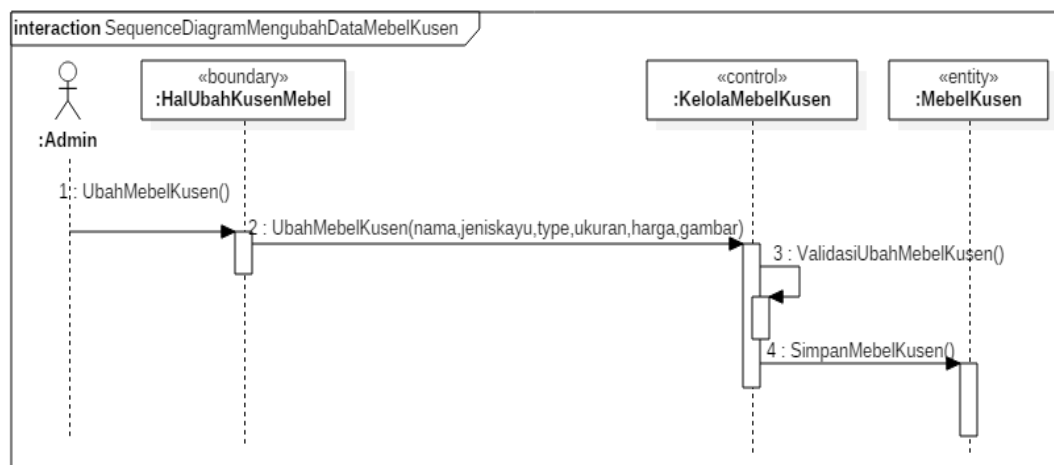 interaction SequenceDiagramMengubahDataMebelKusen
«boundary»
:HalUbahKusenMebel
«control»
:KelolaMebelKusen
«entity»
:MebelKusen
:Admin
1 : UbahMebelKusen()
2 : UbahMebelKusen(nama,jeniskayu,type,ukuran,harga,gambar)
3 : ValidasiUbahMebelKusen()
4 : SimpanMebelKusen()